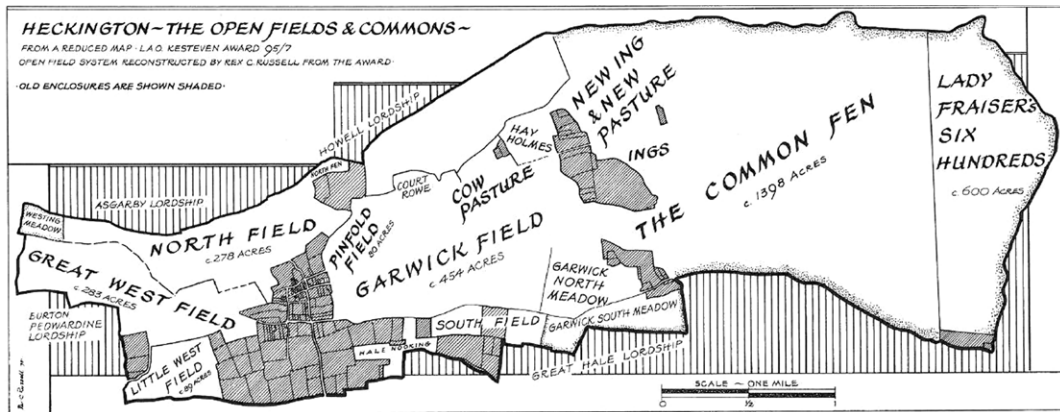 HECKINGTON ~ THE OPEN FIELDS & COMMONS ~
FROM A REDUCED MAP · L.A.O. KESTEVEN AWARD 95/7
OPEN FIELD SYSTEM RECONSTRUCTED BY REX C. RUSSELL FROM THE AWARD·
·OLD ENCLOSURES ARE SHOWN SHADED·
HOWELL LORDSHIP
NEW ING
& NEW
PASTURE
LADY
FRAISER'S
SIX
HUNDREDS
c. 600 ACRES
HAY
HOLMES
INGS
THE COMMON FEN
c. 1398 ACRES
NORTH FEN
COURT
ROWE
COW
PASTURE
ASGARBY LORDSHIP
WESTING
MEADOW
NORTH FIELD
c. 278 ACRES
PINFOLD
FIELD
80 ACRES
GARWICK FIELD
c. 454 ACRES
GREAT WEST FIELD
c. 283 ACRES
GARWICK
NORTH
MEADOW
GARWICK SOUTH MEADOW
SOUTH FIELD
BURTON
PEDWARDINE
LORDSHIP
HALE NOOKING
LITTLE WEST
FIELD
c. 89 ACRES
GREAT HALE LORDSHIP
SCALE ~ ONE MILE
0 1/2 1